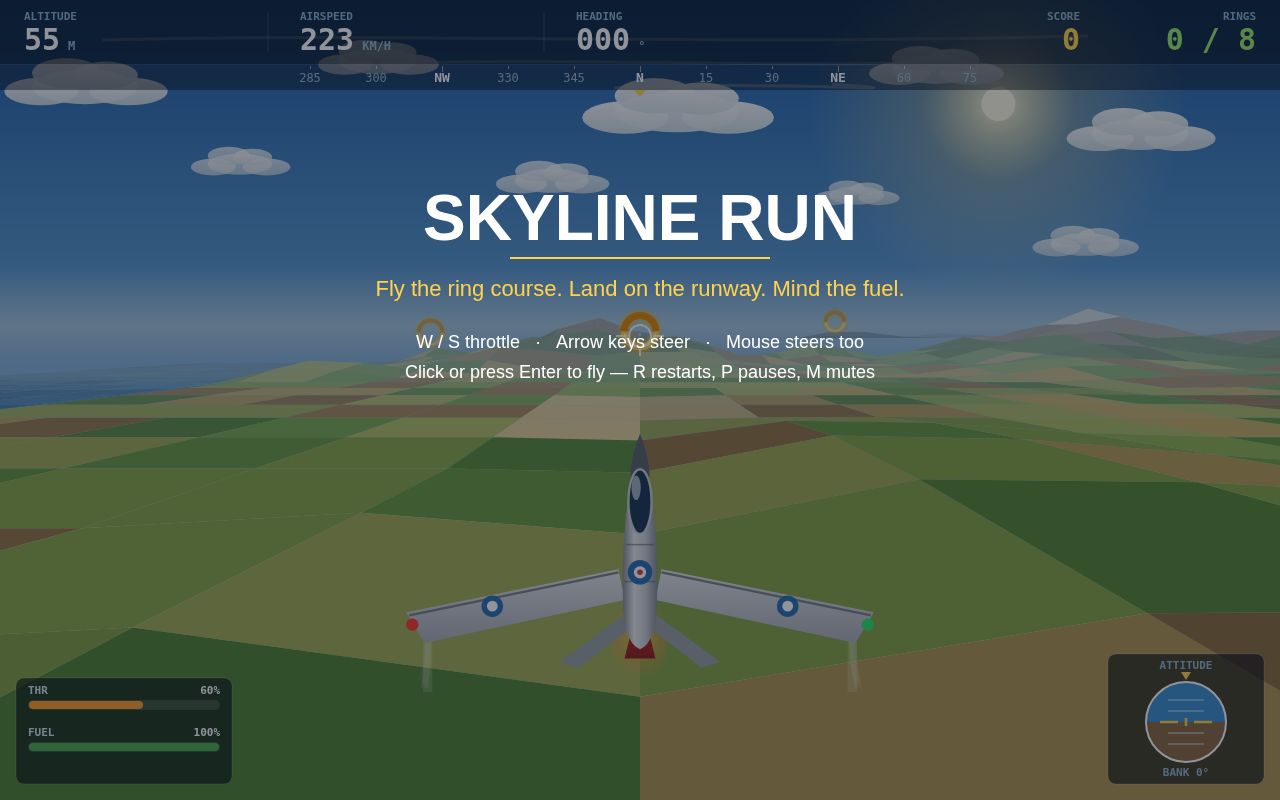 ALTITUDE AIRSPEED HEADING SCORE RINGS
55 M 223 KM/H 000 ° 0 0 / 8
285 300 NW 330 345 N 15 30 NE 60 75
SKYLINE RUN
Fly the ring course. Land on the runway. Mind the fuel.
W / S throttle · Arrow keys steer · Mouse steers too
Click or press Enter to fly — R restarts, P pauses, M mutes
THR 60%
FUEL 100%
ATTITUDE
BANK 0°